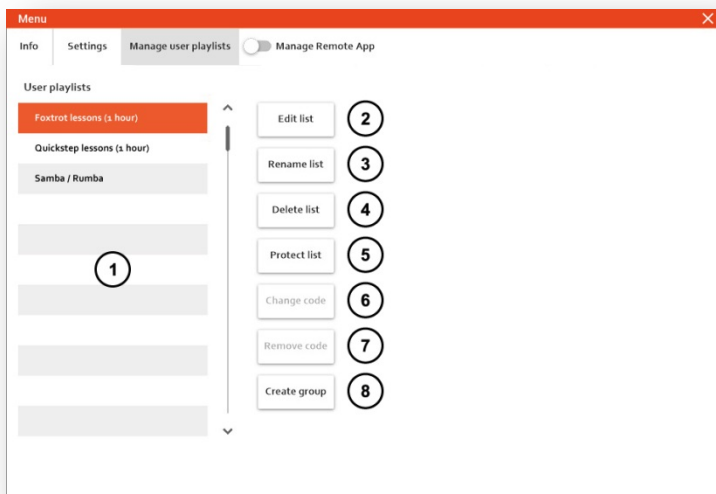 Menu
Info Settings Manage user playlists Manage Remote App
User playlists
Foxtrot lessons (1 hour)
Quickstep lessons (1 hour)
Samba / Rumba
1
Edit list 2
Rename list 3
Delete list 4
Protect list 5
Change code 6
Remove code 7
Create group 8